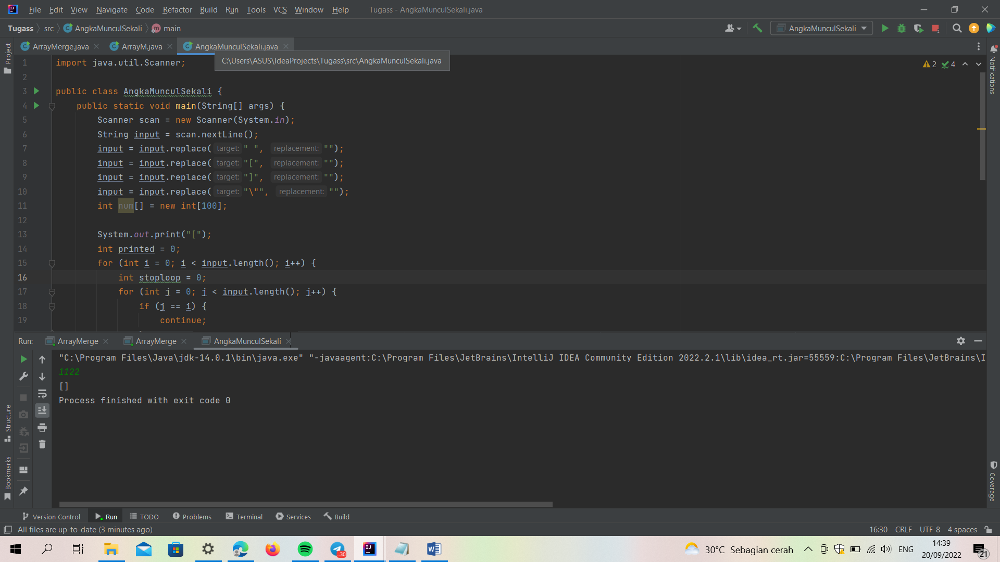 File Edit View Navigate Code Refactor Build Run Tools VCS Window Help Tugass - AngkaMunculSekali.java
Tugass src AngkaMunculSekali main AngkaMunculSekali
ArrayMerge.java ArrayM.java AngkaMunculSekali.java
C:\Users\ASUS\IdeaProjects\Tugass\src\AngkaMunculSekali.java
2 4
Project
Notifications
1 import java.util.Scanner;
2
3 public class AngkaMunculSekali {
4 public static void main(String[] args) {
5 Scanner scan = new Scanner(System.in);
6 String input = scan.nextLine();
7 input = input.replace( target: " ", replacement: "");
8 input = input.replace( target: "[", replacement: "");
9 input = input.replace( target: "]", replacement: "");
10 input = input.replace( target: "\"", replacement: "");
11 int num[] = new int[100];
12
13 System.out.print("[");
14 int printed = 0;
15 for (int i = 0; i < input.length(); i++) {
16 int stoploop = 0;
17 for (int j = 0; j < input.length(); j++) {
18 if (j == i) {
19 continue;
Run: ArrayMerge ArrayMerge AngkaMunculSekali
"C:\Program Files\Java\jdk-14.0.1\bin\java.exe" "-javaagent:C:\Program Files\JetBrains\IntelliJ IDEA Community Edition 2022.2.1\lib\idea_rt.jar=55559:C:\Program Files\JetBrains\I
1122
[]
Process finished with exit code 0
Structure
Bookmarks
Coverage
Version Control Run TODO Problems Terminal Services Build
All files are up-to-date (3 minutes ago) 16:30 CRLF UTF-8 4 spaces
30°C Sebagian cerah ENG 14:39
20/09/2022
21
..30